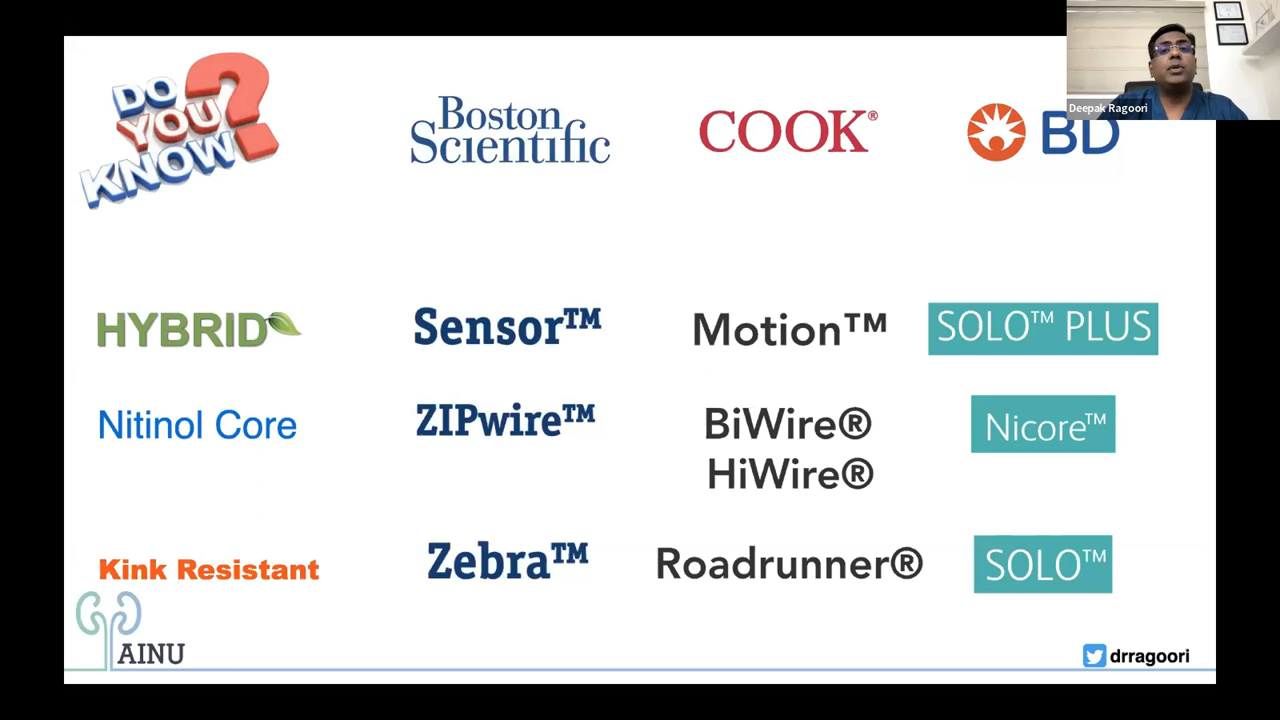 DO
YOU
KNOW?
Boston
Scientific
COOK®
BD
Deepak Ragoori
HYBRID
Sensor™
Motion™
SOLO™ PLUS
Nitinol Core
ZIPwire™
BiWire®
HiWire®
Nicore™
Kink Resistant
Zebra™
Roadrunner®
SOLO™
AINU
drragoori